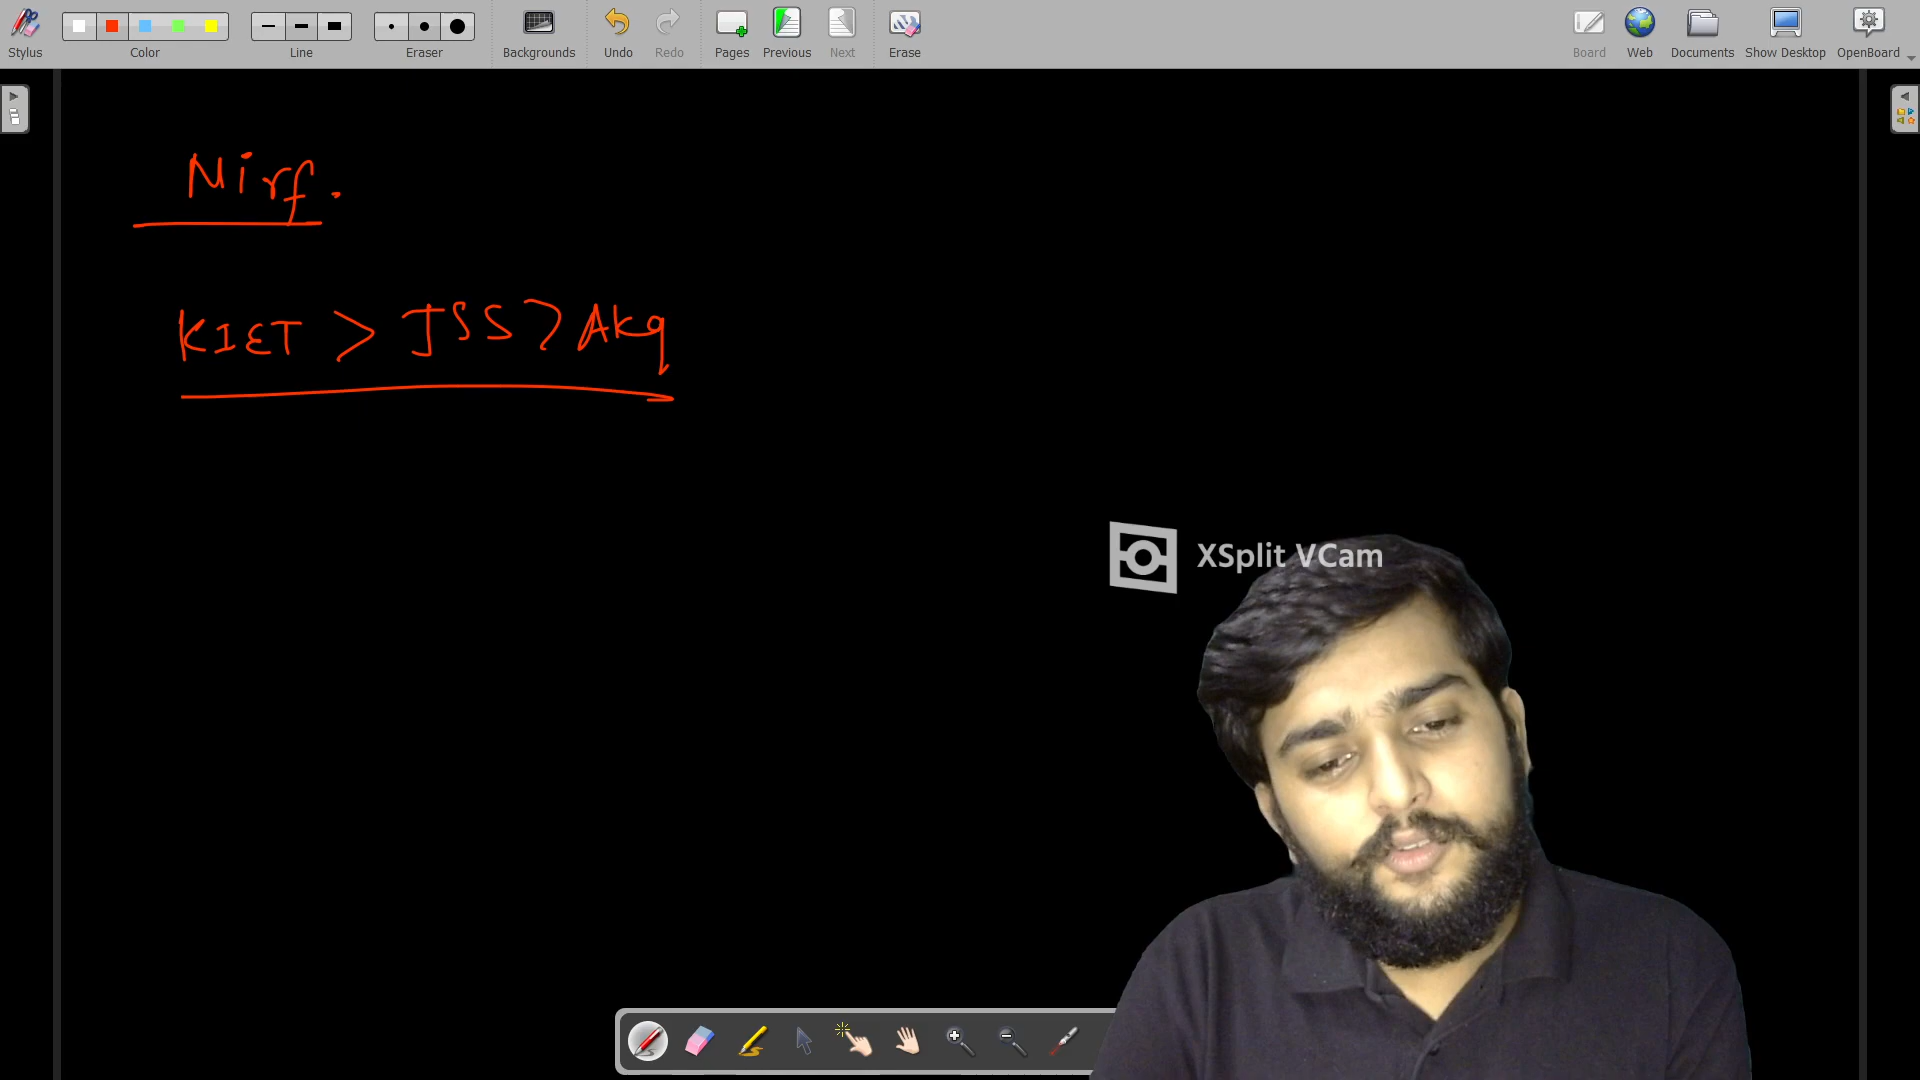 Stylus Color Line Eraser Backgrounds Undo Redo Pages Previous Next Erase Board Web Documents Show Desktop OpenBoard
Nirf.
KIET > JSS > Akg
XSplit VCam